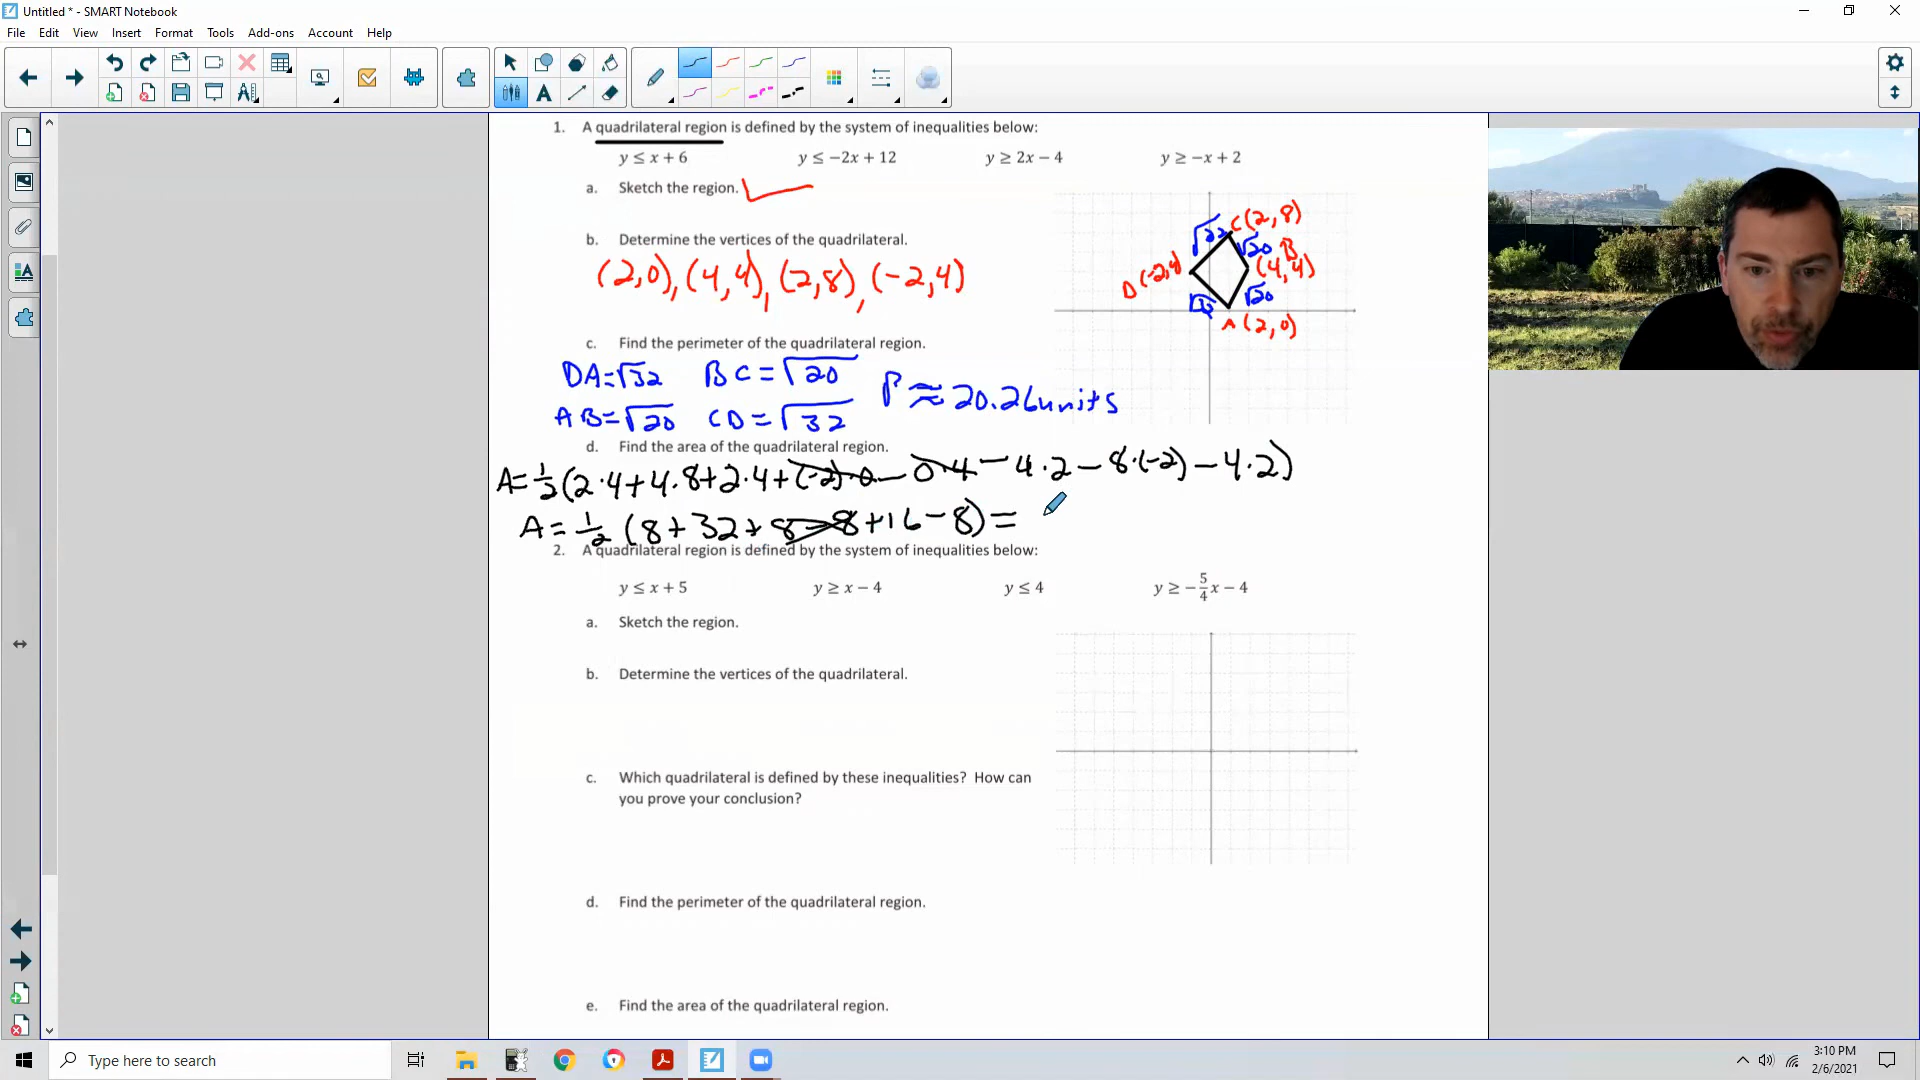 Untitled * - SMART Notebook
File Edit View Insert Format Tools Add-ons Account Help
1. A quadrilateral region is defined by the system of inequalities below:
y ≤ x + 6 y ≤ −2x + 12 y ≥ 2x − 4 y ≥ −x + 2
a. Sketch the region.
b. Determine the vertices of the quadrilateral.
(2,0), (4,4), (2,8), (-2,4)
C(2,8)
√32 √20 B
D(-2,4) (4,4)
√32 √20
A(2,0)
c. Find the perimeter of the quadrilateral region.
DA=√32 BC=√20 P ≈ 20.26units
AB=√20 CD=√32
d. Find the area of the quadrilateral region.
A=½(2·4+4·8+2·4+(-2)·0-0·4-4·2-8·(-2)-4·2)
A=½(8+32+8-8+16-8)=
2. A quadrilateral region is defined by the system of inequalities below:
y ≤ x + 5 y ≥ x − 4 y ≤ 4 y ≥ −5/4x − 4
a. Sketch the region.
b. Determine the vertices of the quadrilateral.
c. Which quadrilateral is defined by these inequalities? How can
you prove your conclusion?
d. Find the perimeter of the quadrilateral region.
e. Find the area of the quadrilateral region.
Type here to search
3:10 PM
2/6/2021